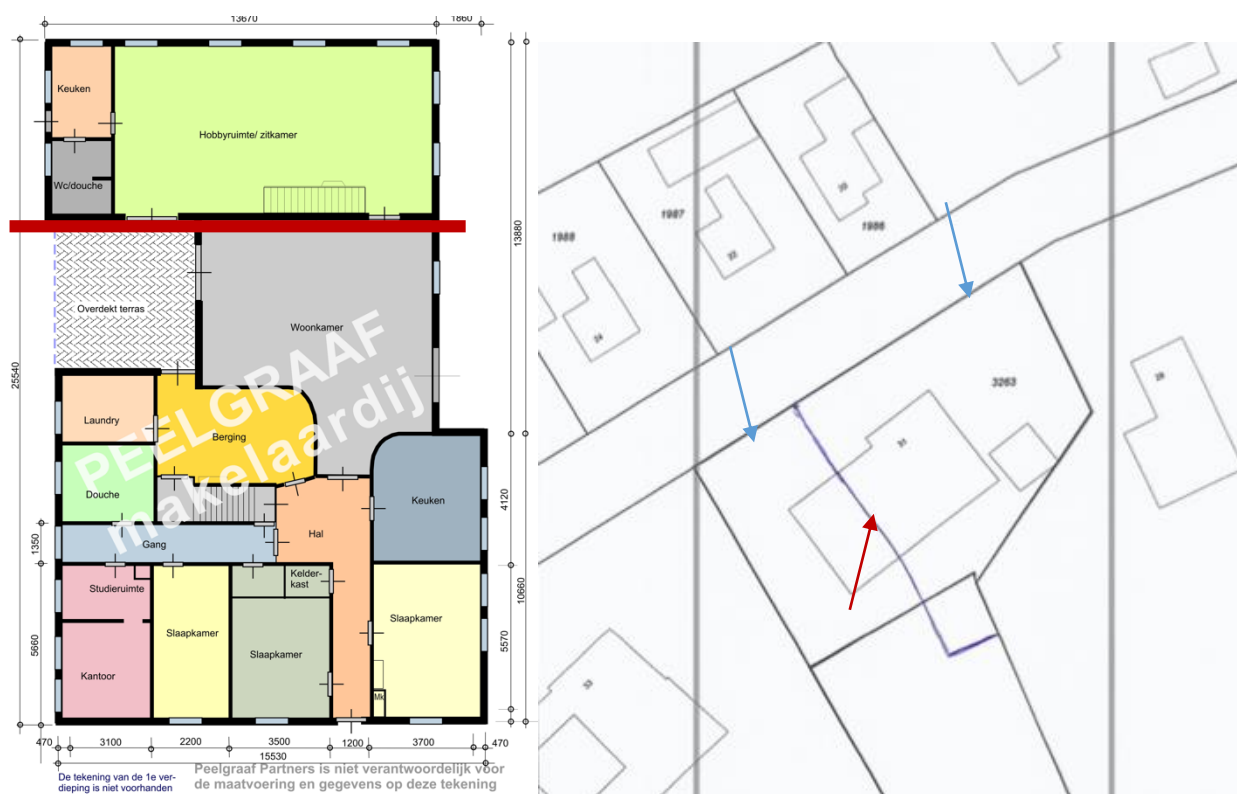 13670
1860
Keuken
Hobbyruimte/ zitkamer
Wc/douche
13880
25540
Overdekt terras
Woonkamer
PEELGRAAF
makelaardij
Laundry
Berging
Douche
Keuken
4120
Hal
1350
Gang
Kelder-
kast
Studieruimte
10660
Slaapkamer
5570
5660
Slaapkamer
Slaapkamer
Kantoor
Mk
470
3100
2200
3500
1200
3700
470
15530
De tekening van de 1e ver-
dieping is niet voorhanden
Peelgraaf Partners is niet verantwoordelijk voor
de maatvoering en gegevens op deze tekening
1987
1988
1986
20
22
24
3263
31
29
33